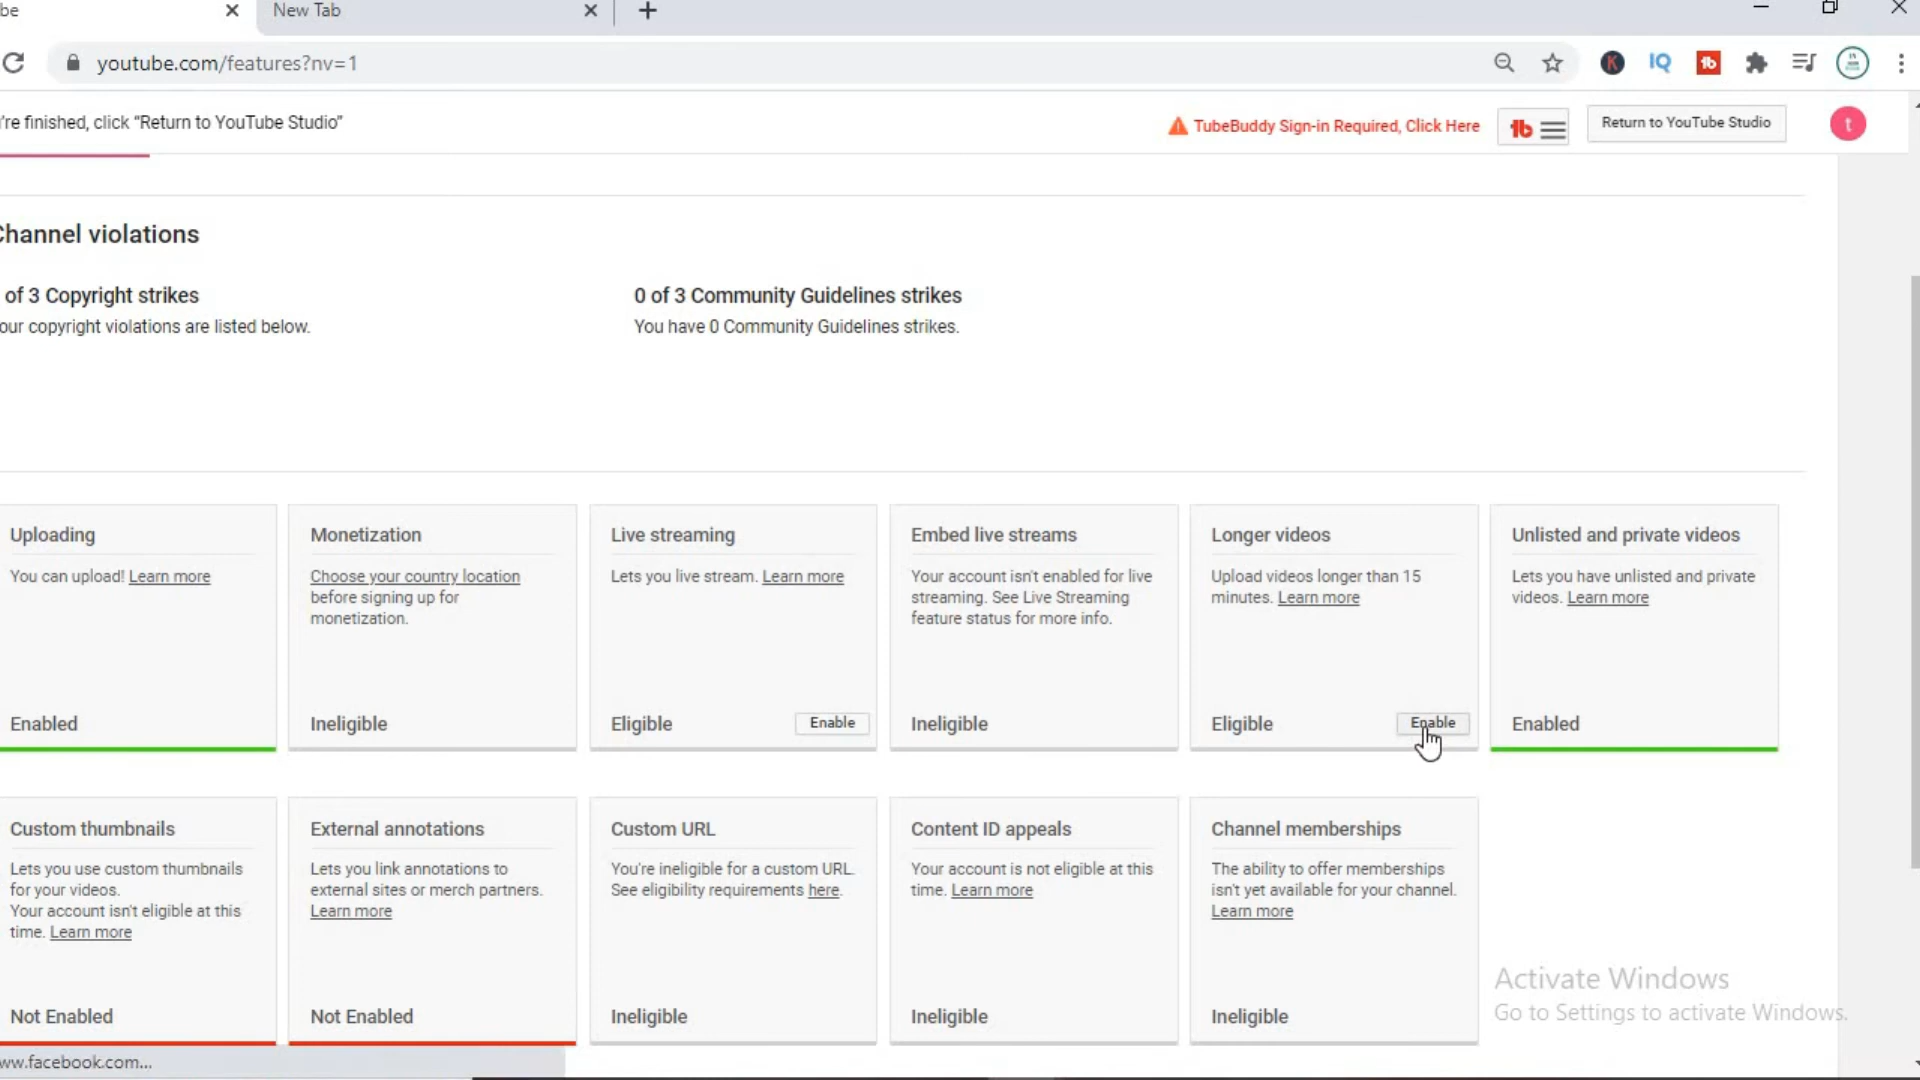 be
New Tab
youtube.com/features?nv=1
IQ
're finished, click "Return to YouTube Studio"
TubeBuddy Sign-in Required, Click Here
Return to YouTube Studio
t
Channel violations
of 3 Copyright strikes
0 of 3 Community Guidelines strikes
our copyright violations are listed below.
You have 0 Community Guidelines strikes.
Uploading
You can upload! Learn more
Enabled
Monetization
Choose your country location
before signing up for
monetization.
Ineligible
Live streaming
Lets you live stream. Learn more
Eligible
Enable
Embed live streams
Your account isn't enabled for live
streaming. See Live Streaming
feature status for more info.
Ineligible
Longer videos
Upload videos longer than 15
minutes. Learn more
Eligible
Enable
Unlisted and private videos
Lets you have unlisted and private
videos. Learn more
Enabled
Custom thumbnails
Lets you use custom thumbnails
for your videos.
Your account isn't eligible at this
time. Learn more
Not Enabled
External annotations
Lets you link annotations to
external sites or merch partners.
Learn more
Not Enabled
Custom URL
You're ineligible for a custom URL.
See eligibility requirements here.
Ineligible
Content ID appeals
Your account is not eligible at this
time. Learn more
Ineligible
Channel memberships
The ability to offer memberships
isn't yet available for your channel.
Learn more
Ineligible
Activate Windows
Go to Settings to activate Windows.
ww.facebook.com...